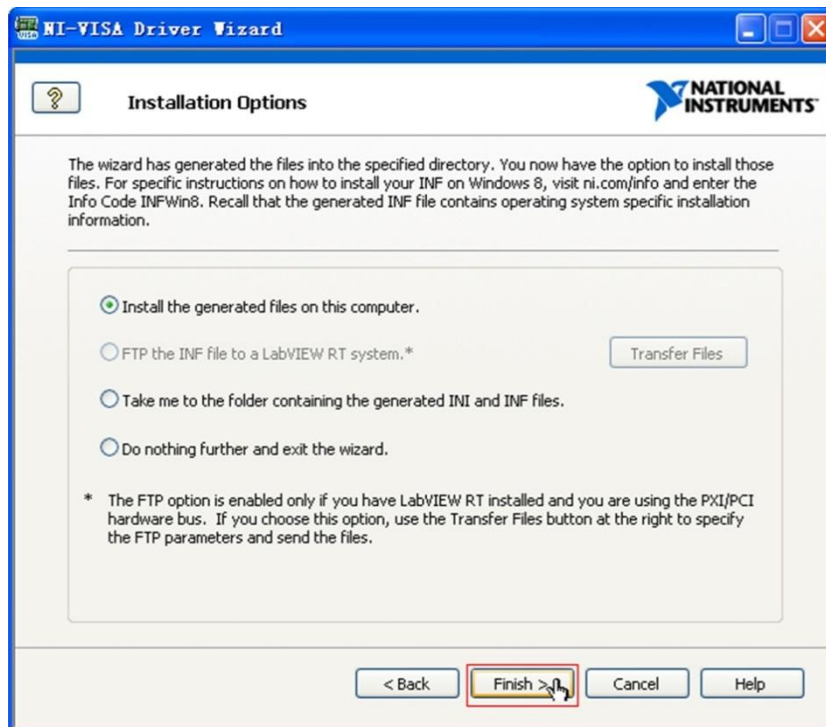 NI-VISA Driver Wizard
?
Installation Options
NATIONAL
INSTRUMENTS
The wizard has generated the files into the specified directory. You now have the option to install those
files. For specific instructions on how to install your INF on Windows 8, visit ni.com/info and enter the
Info Code INFWin8. Recall that the generated INF file contains operating system specific installation
information.
Install the generated files on this computer.
FTP the INF file to a LabVIEW RT system.*
Transfer Files
Take me to the folder containing the generated INI and INF files.
Do nothing further and exit the wizard.
* The FTP option is enabled only if you have LabVIEW RT installed and you are using the PXI/PCI
hardware bus. If you choose this option, use the Transfer Files button at the right to specify
the FTP parameters and send the files.
< Back Finish > Cancel Help